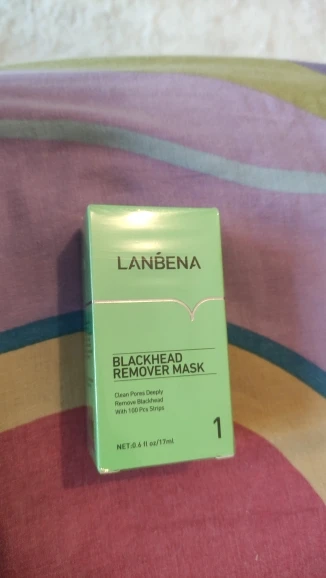 LANBENA
BLACKHEAD
REMOVER MASK
Clean Pores Deeply
Remove Blackhead
With 100 Pcs Strips
1
NET:0.6 fl oz/17ml